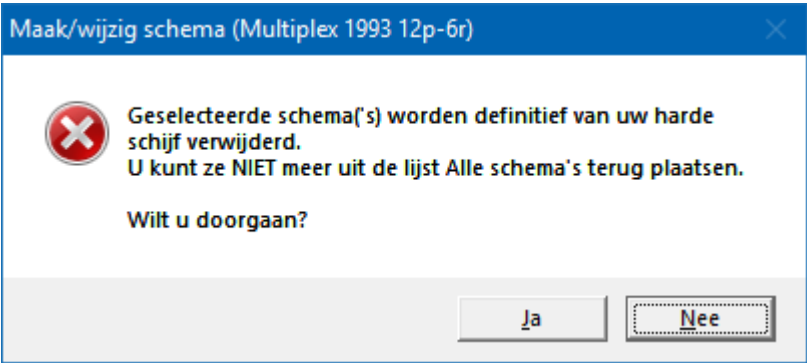 Maak/wijzig schema (Multiplex 1993 12p-6r)
Geselecteerde schema('s) worden definitief van uw harde
schijf verwijderd.
U kunt ze NIET meer uit de lijst Alle schema's terug plaatsen.
Wilt u doorgaan?
Ja
Nee